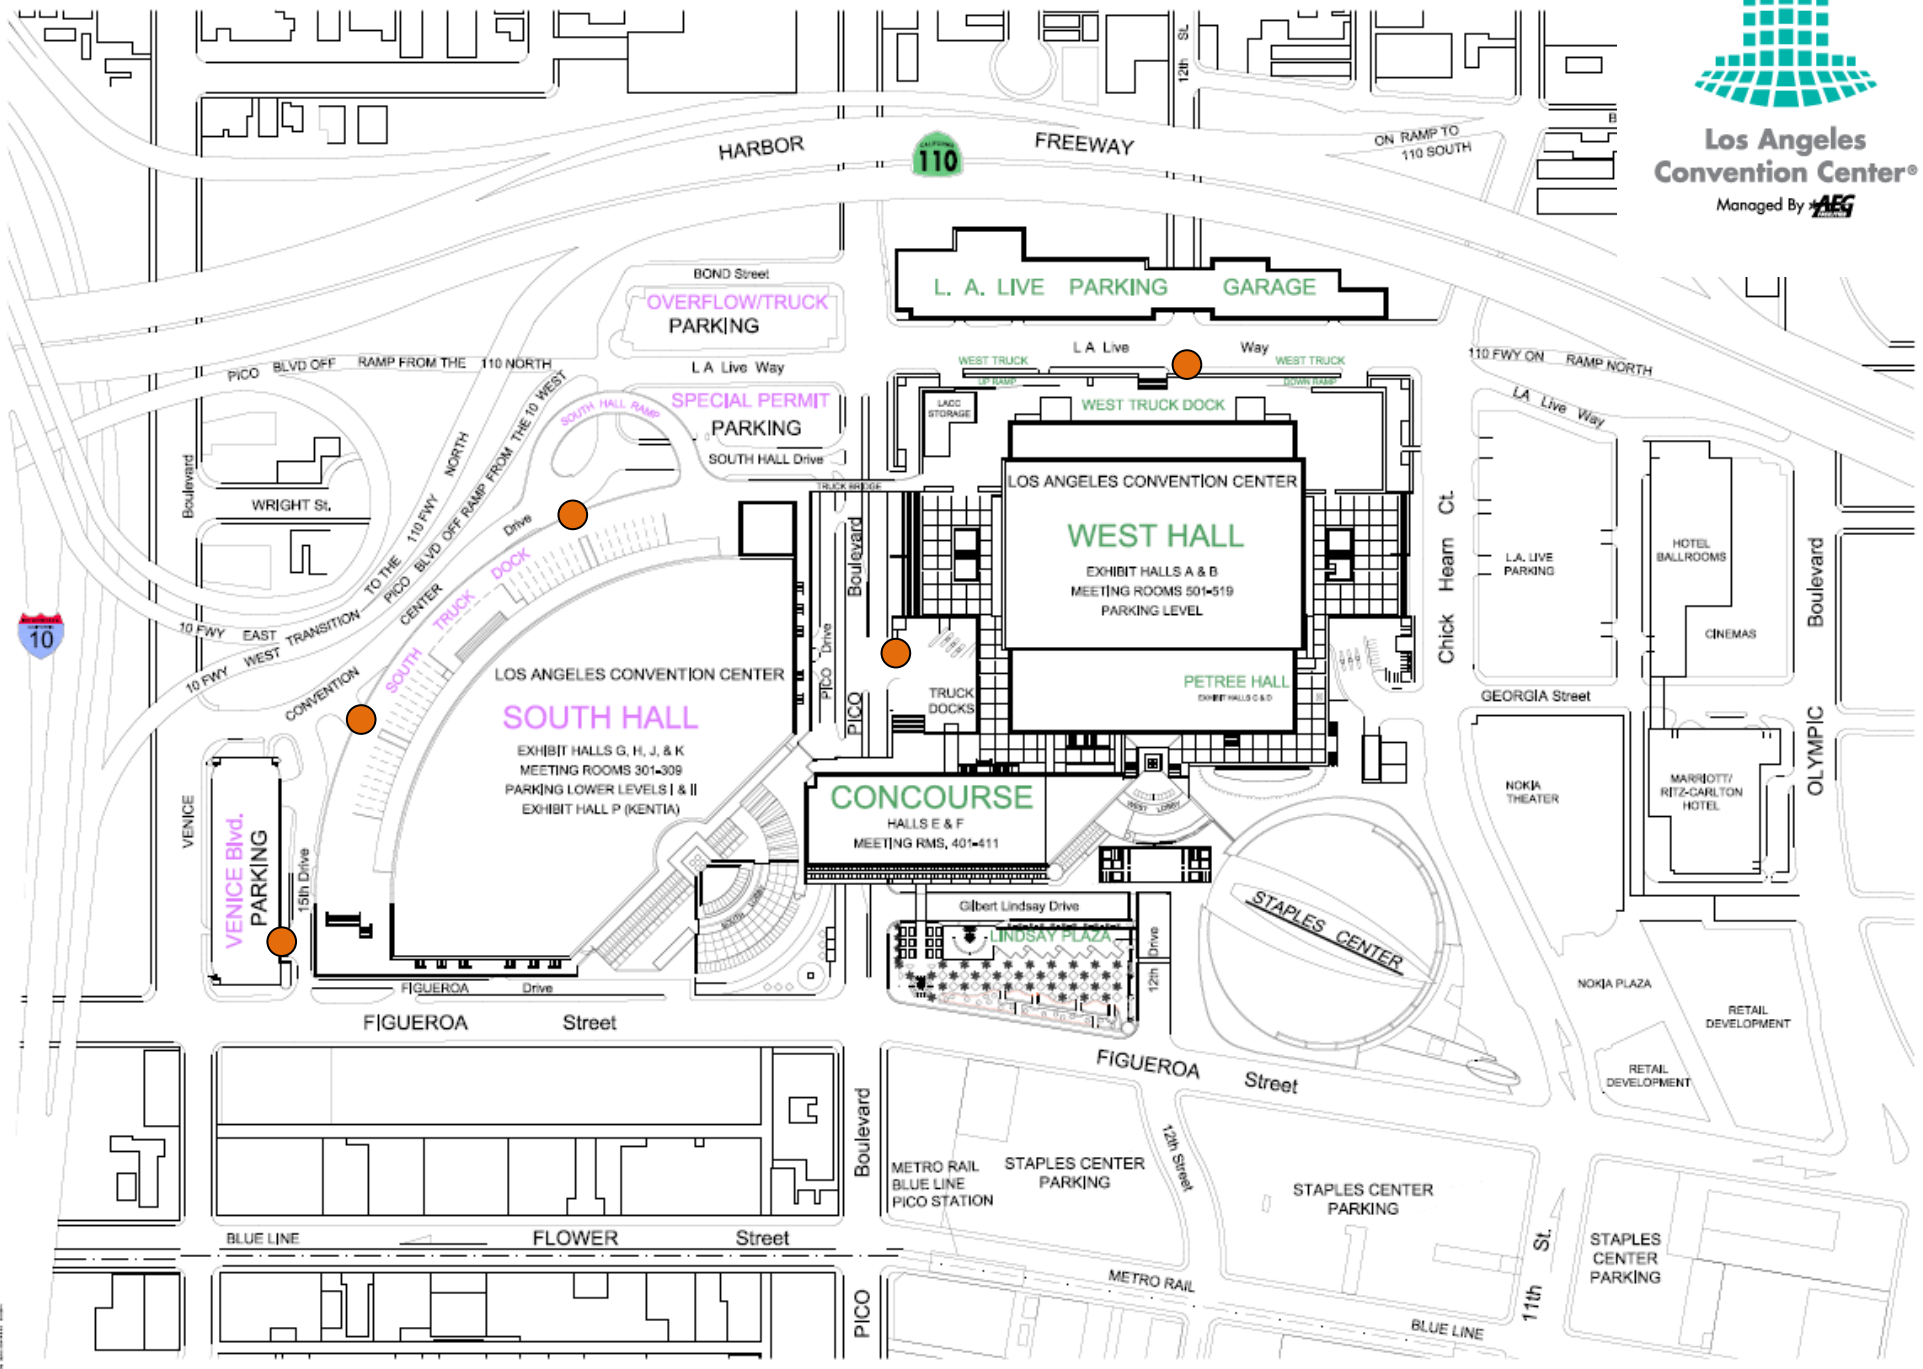 12th St.
Los Angeles
Convention Center®
Managed By AEG
HARBOR FREEWAY
CALIFORNIA
110
ON RAMP TO
110 SOUTH
BOND Street
OVERFLOW/TRUCK
PARKING
L. A. LIVE PARKING GARAGE
L A Live Way
WEST TRUCK
UP RAMP
WEST TRUCK
DOWN RAMP
110 FWY ON RAMP NORTH
LA Live Way
PICO BLVD OFF RAMP FROM THE 110 NORTH
L A Live Way
SPECIAL PERMIT
PARKING
SOUTH HALL RAMP
SOUTH HALL Drive
TRUCK BRIDGE
LACC
STORAGE
WEST TRUCK DOCK
LOS ANGELES CONVENTION CENTER
WEST HALL
EXHIBIT HALLS A & B
MEETING ROOMS 501-519
PARKING LEVEL
PETREE HALL
EXHIBIT HALLS C & D
TRUCK
DOCKS
Boulevard
WRIGHT St.
TO THE 110 FWY NORTH
PICO BLVD OFF RAMP FROM THE 10 WEST
10 FWY EAST TRANSITION
10 FWY WEST TRANSITION
10
CONVENTION CENTER Drive
SOUTH TRUCK DOCK
LOS ANGELES CONVENTION CENTER
SOUTH HALL
EXHIBIT HALLS G, H, J, & K
MEETING ROOMS 301-309
PARKING LOWER LEVELS I & II
EXHIBIT HALL P (KENTIA)
PICO Drive
PICO Boulevard
Chick Hearn Ct.
L.A. LIVE
PARKING
HOTEL
BALLROOMS
CINEMAS
OLYMPIC Boulevard
GEORGIA Street
NOKIA
THEATER
MARRIOTT/
RITZ-CARLTON
HOTEL
CONCOURSE
HALLS E & F
MEETING RMS. 401-411
WEST LOBBY
SOUTH LOBBY
VENICE
VENICE Blvd.
PARKING
15th Drive
Gilbert Lindsay Drive
LINDSAY PLAZA
12th Drive
STAPLES CENTER
NOKIA PLAZA
RETAIL
DEVELOPMENT
RETAIL
DEVELOPMENT
FIGUEROA Drive
FIGUEROA Street
FIGUEROA Street
PICO Boulevard
METRO RAIL
BLUE LINE
PICO STATION
STAPLES CENTER
PARKING
12th Street
STAPLES CENTER
PARKING
11th St.
STAPLES
CENTER
PARKING
BLUE LINE FLOWER Street
METRO RAIL
BLUE LINE